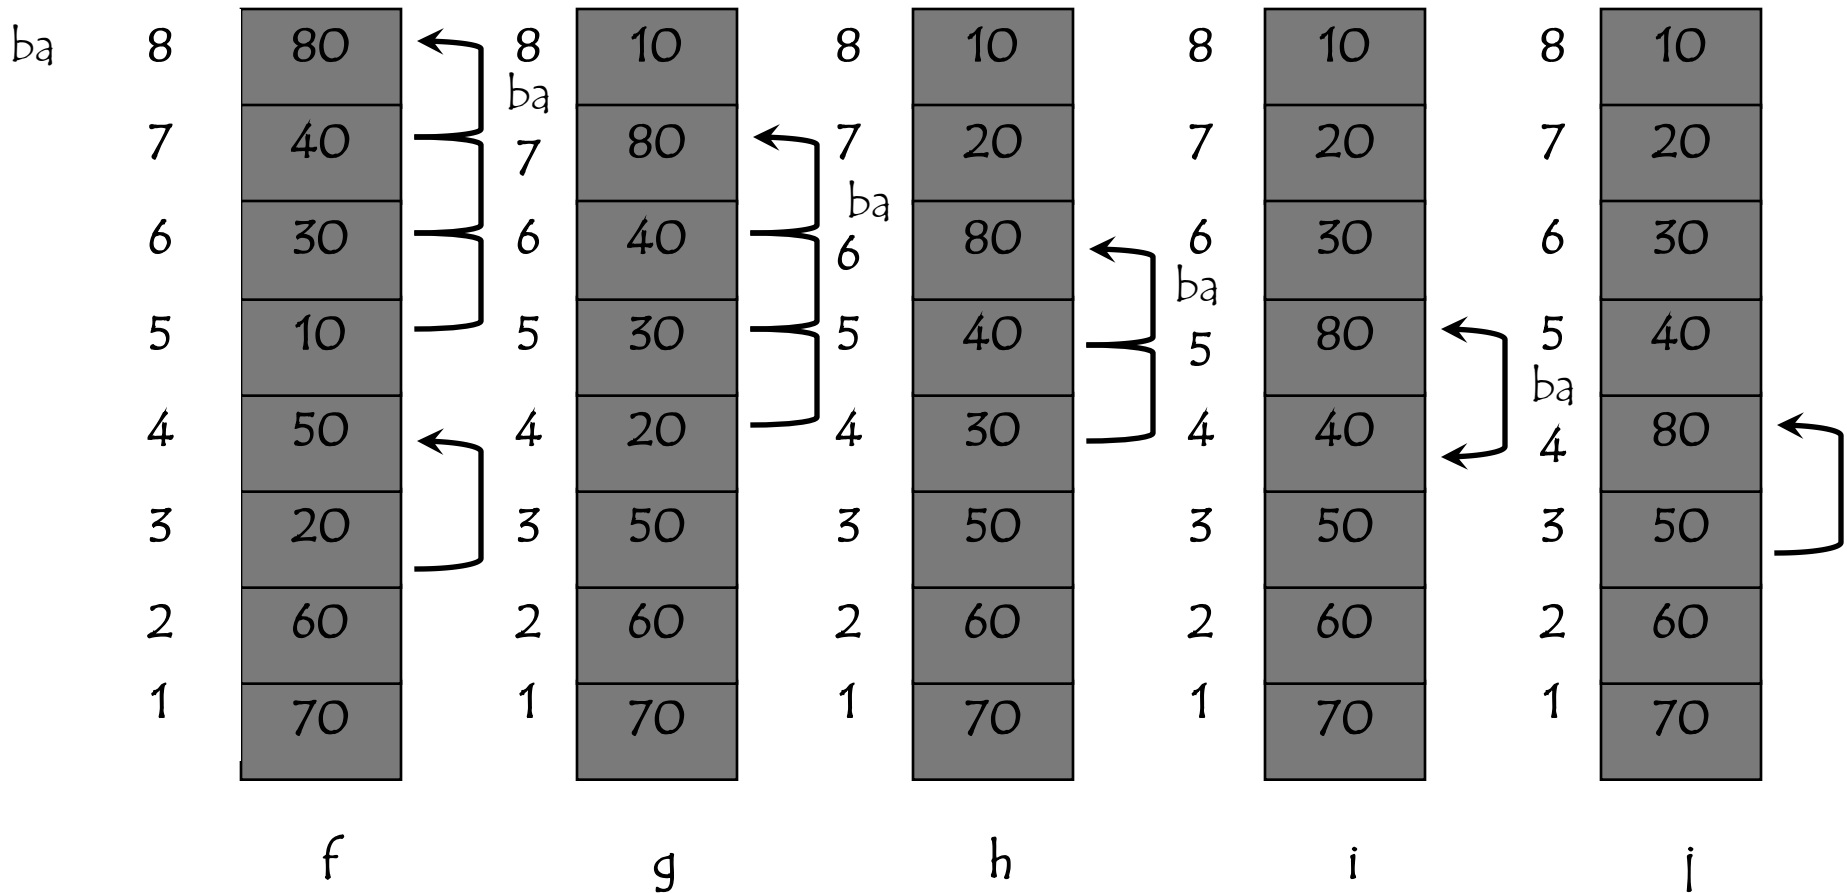 ba 8 80 8 10 8 10 8 10 8 10
ba
7 40 7 80 7 20 7 20 7 20
ba
6 30 6 40 6 80 6 30 6 30
ba
5 10 5 30 5 40 5 80 5 40
ba
4 50 4 20 4 30 4 40 4 80
3 20 3 50 3 50 3 50 3 50
2 60 2 60 2 60 2 60 2 60
1 70 1 70 1 70 1 70 1 70
f g h i j